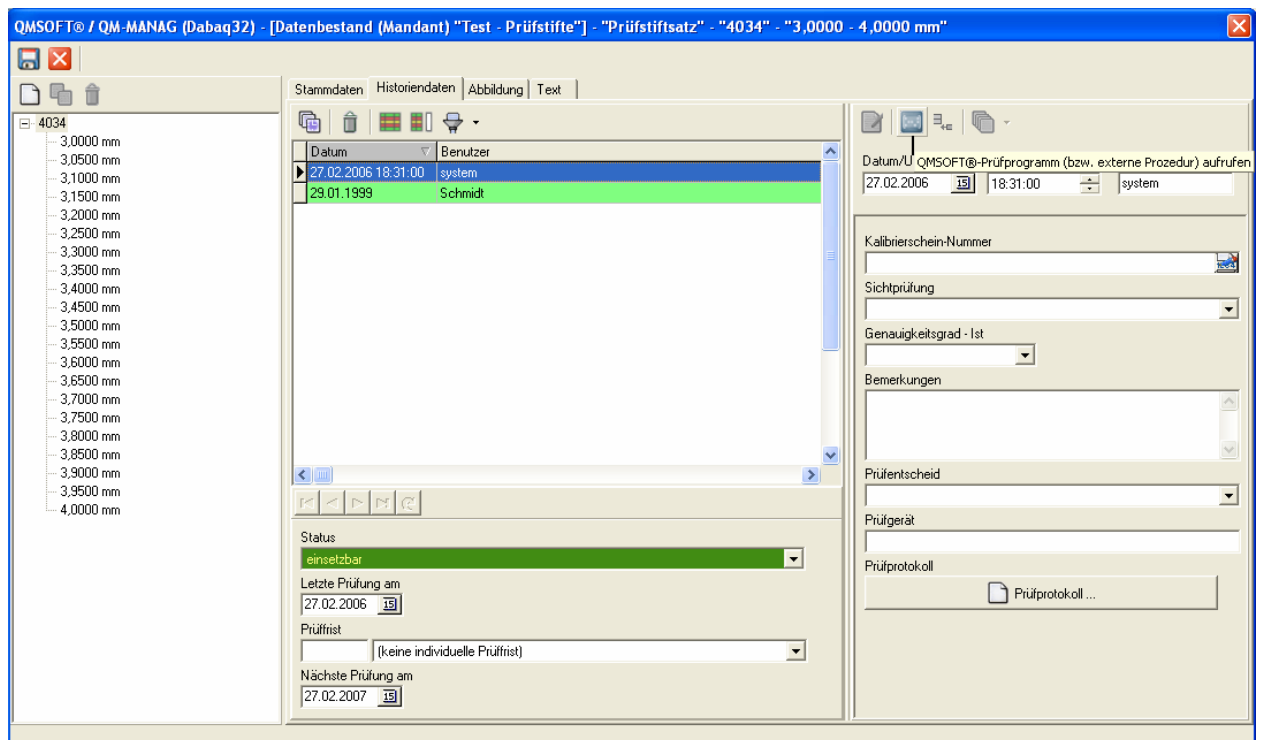 QMSOFT® / QM-MANAG (Dabaq32) - [Datenbestand (Mandant) "Test - Prüfstifte"] - "Prüfstiftsatz" - "4034" - "3,0000 - 4,0000 mm"
4034
3,0000 mm
3,0500 mm
3,1000 mm
3,1500 mm
3,2000 mm
3,2500 mm
3,3000 mm
3,3500 mm
3,4000 mm
3,4500 mm
3,5000 mm
3,5500 mm
3,6000 mm
3,6500 mm
3,7000 mm
3,7500 mm
3,8000 mm
3,8500 mm
3,9000 mm
3,9500 mm
4,0000 mm
Stammdaten Historiendaten Abbildung Text
Datum Benutzer
27.02.2006 18:31:00 system
29.01.1999 Schmidt
Status
einsetzbar
Letzte Prüfung am
27.02.2006 15
Prüffrist
(keine individuelle Prüffrist)
Nächste Prüfung am
27.02.2007 15
Datum/U QMSOFT®-Prüfprogramm (bzw. externe Prozedur) aufrufen
27.02.2006 15 18:31:00 system
Kalibrierschein-Nummer
Sichtprüfung
Genauigkeitsgrad - Ist
Bemerkungen
Prüfentscheid
Prüfgerät
Prüfprotokoll
Prüfprotokoll ...